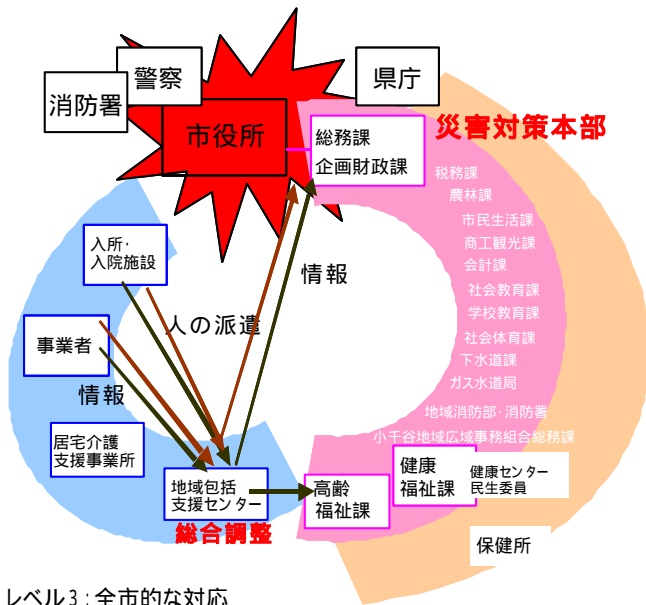 警察
県庁
消防署
市役所
災害対策本部
総務課
企画財政課
税務課
農林課
市民生活課
商工観光課
会計課
社会教育課
学校教育課
社会体育課
下水道課
ガス水道局
地域消防部・消防署
小千谷地域広域事務組合総務課
入所・
入院施設
情報
人の派遣
事業者
情報
居宅介護
支援事業所
地域包括
支援センター
総合調整
高齢
福祉課
健康
福祉課
健康センター
民生委員
保健所
レベル3:全市的な対応